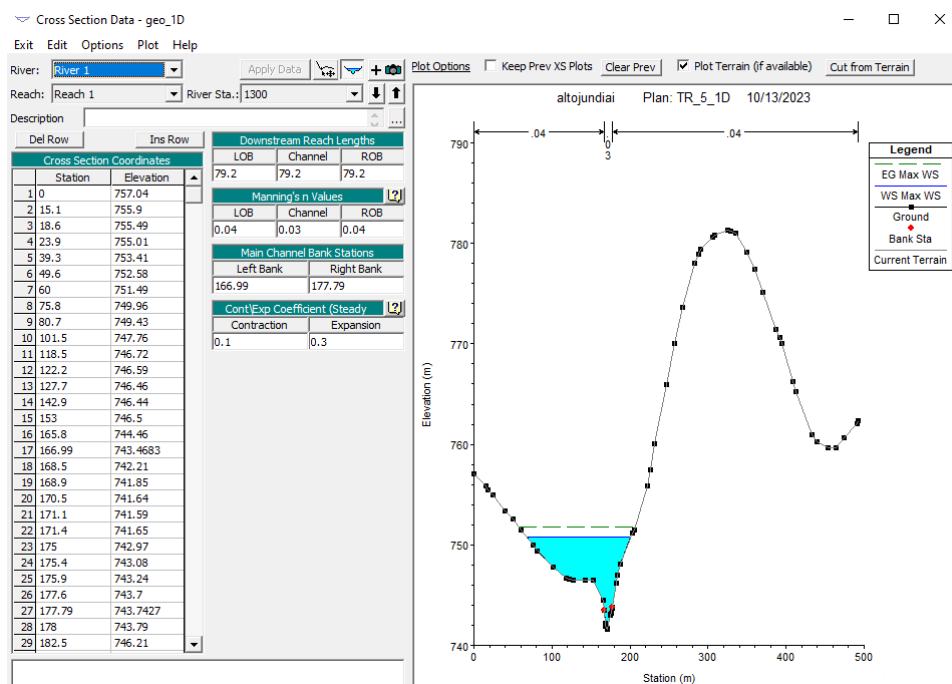 Cross Section Data - geo_1D
Exit Edit Options Plot Help
River: River 1 Apply Data
Plot Options Keep Prev XS Plots Clear Prev Plot Terrain (if available) Cut from Terrain
Reach: Reach 1 River Sta.: 1300
Description ...
Del Row Ins Row
Cross Section Coordinates
Station Elevation
1 0 757.04
2 15.1 755.9
3 18.6 755.49
4 23.9 755.01
5 39.3 753.41
6 49.6 752.58
7 60 751.49
8 75.8 749.96
9 80.7 749.43
10 101.5 747.76
11 118.5 746.72
12 122.2 746.59
13 127.7 746.46
14 142.9 746.44
15 153 746.5
16 165.8 744.46
17 166.99 743.4683
18 168.5 742.21
19 168.9 741.85
20 170.5 741.64
21 171.1 741.59
22 171.4 741.65
23 175 742.97
24 175.4 743.08
25 175.9 743.24
26 177.6 743.7
27 177.79 743.7427
28 178 743.79
29 182.5 746.21
Downstream Reach Lengths
LOB Channel ROB
79.2 79.2 79.2
Manning's n Values ?
LOB Channel ROB
0.04 0.03 0.04
Main Channel Bank Stations
Left Bank Right Bank
166.99 177.79
Cont\Exp Coefficient (Steady ?
Contraction Expansion
0.1 0.3
altojundiai Plan: TR_5_1D 10/13/2023
.04 .03 .04
Legend
EG Max WS
WS Max WS
Ground
Bank Sta
Current Terrain
Elevation (m)
790
780
770
760
750
740
0 100 200 300 400 500
Station (m)